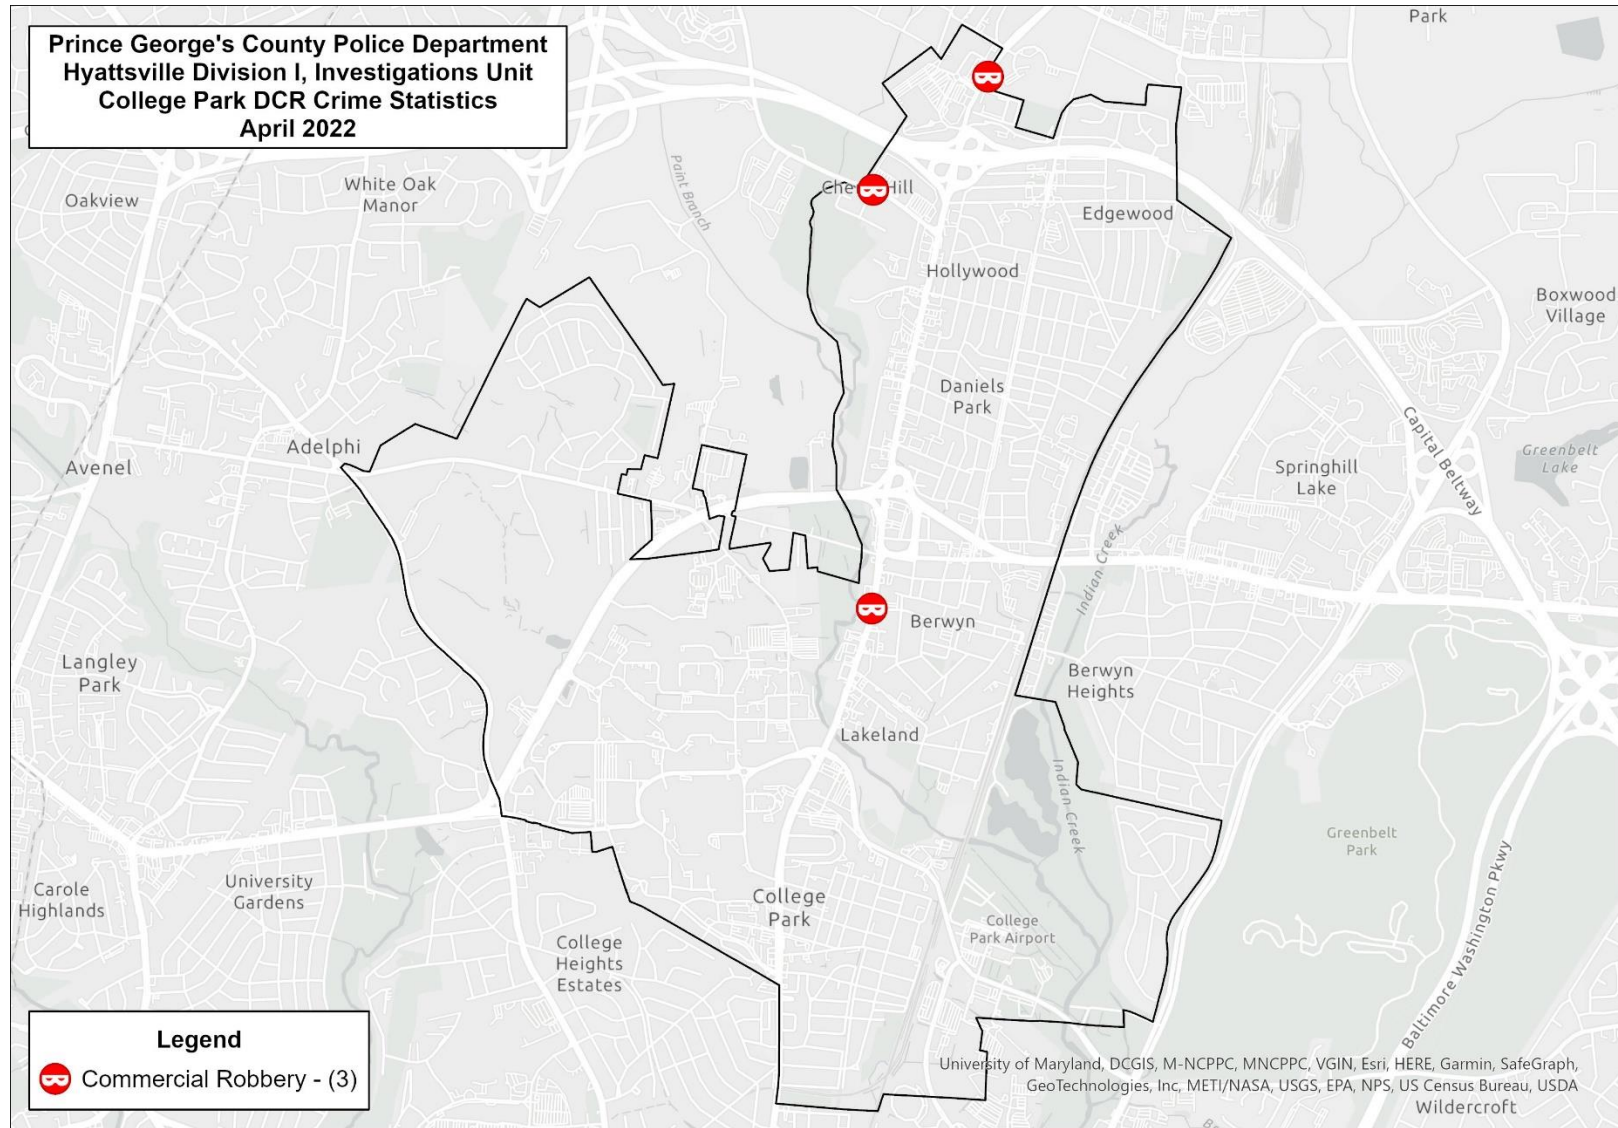 Prince George's County Police Department
Hyattsville Division I, Investigations Unit
College Park DCR Crime Statistics
April 2022
Park
Oakview
White Oak
Manor
Paint Branch
Hill
Edgewood
Hollywood
Boxwood
Village
Daniels
Park
Adelphi
Avenel
Capital Beltway
Springhill
Lake
Greenbelt
Lake
Indian Creek
Berwyn
Langley
Park
Berwyn
Heights
Lakeland
Indian Creek
Greenbelt
Park
Baltimore Washington Pkwy
Carole
Highlands
University
Gardens
College
Park
College
Park Airport
College
Heights
Estates
Legend
Commercial Robbery - (3)
University of Maryland, DCGIS, M-NCPPC, MNCPPC, VGIN, Esri, HERE, Garmin, SafeGraph,
GeoTechnologies, Inc, METI/NASA, USGS, EPA, NPS, US Census Bureau, USDA
Wildercroft